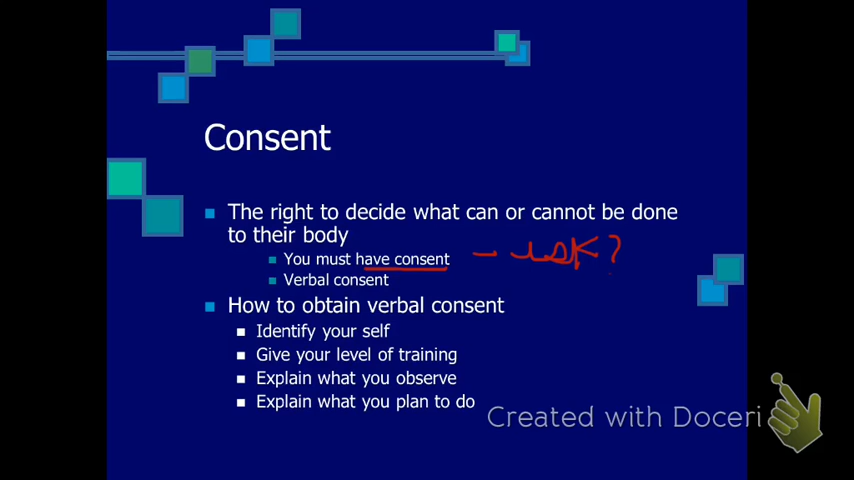 Consent
The right to decide what can or cannot be done
to their body
You must have consent
Verbal consent
How to obtain verbal consent
Identify your self
Give your level of training
Explain what you observe
Explain what you plan to do
Created with Doceri